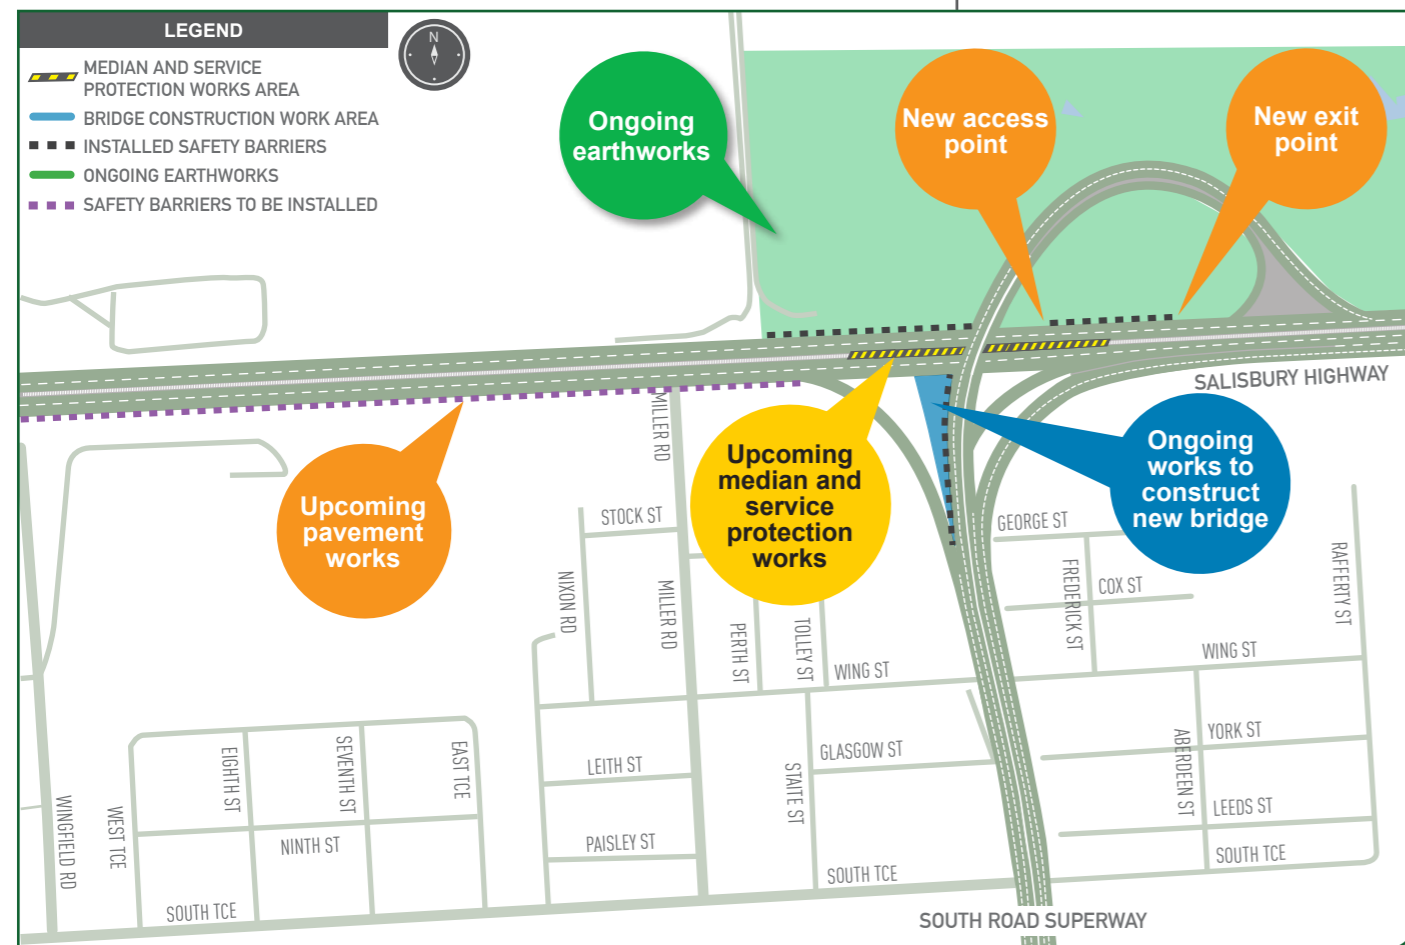 LEGEND
N
MEDIAN AND SERVICE
PROTECTION WORKS AREA
BRIDGE CONSTRUCTION WORK AREA
INSTALLED SAFETY BARRIERS
ONGOING EARTHWORKS
SAFETY BARRIERS TO BE INSTALLED
Ongoing
earthworks
New access
point
New exit
point
SALISBURY HIGHWAY
Upcoming
pavement
works
Upcoming
median and
service
protection
works
Ongoing
works to
construct
new bridge
MILLER RD
STOCK ST
NIXON RD
MILLER RD
PERTH ST
TOLLEY ST
WING ST
GEORGE ST
FREDERICK ST
COX ST
RAFFERTY ST
WING ST
EIGHTH ST
SEVENTH ST
EAST TCE
LEITH ST
STAITE ST
GLASGOW ST
ABERDEEN ST
YORK ST
WINGFIELD RD
WEST TCE
NINTH ST
PAISLEY ST
LEEDS ST
SOUTH TCE
SOUTH TCE
SOUTH TCE
SOUTH ROAD SUPERWAY